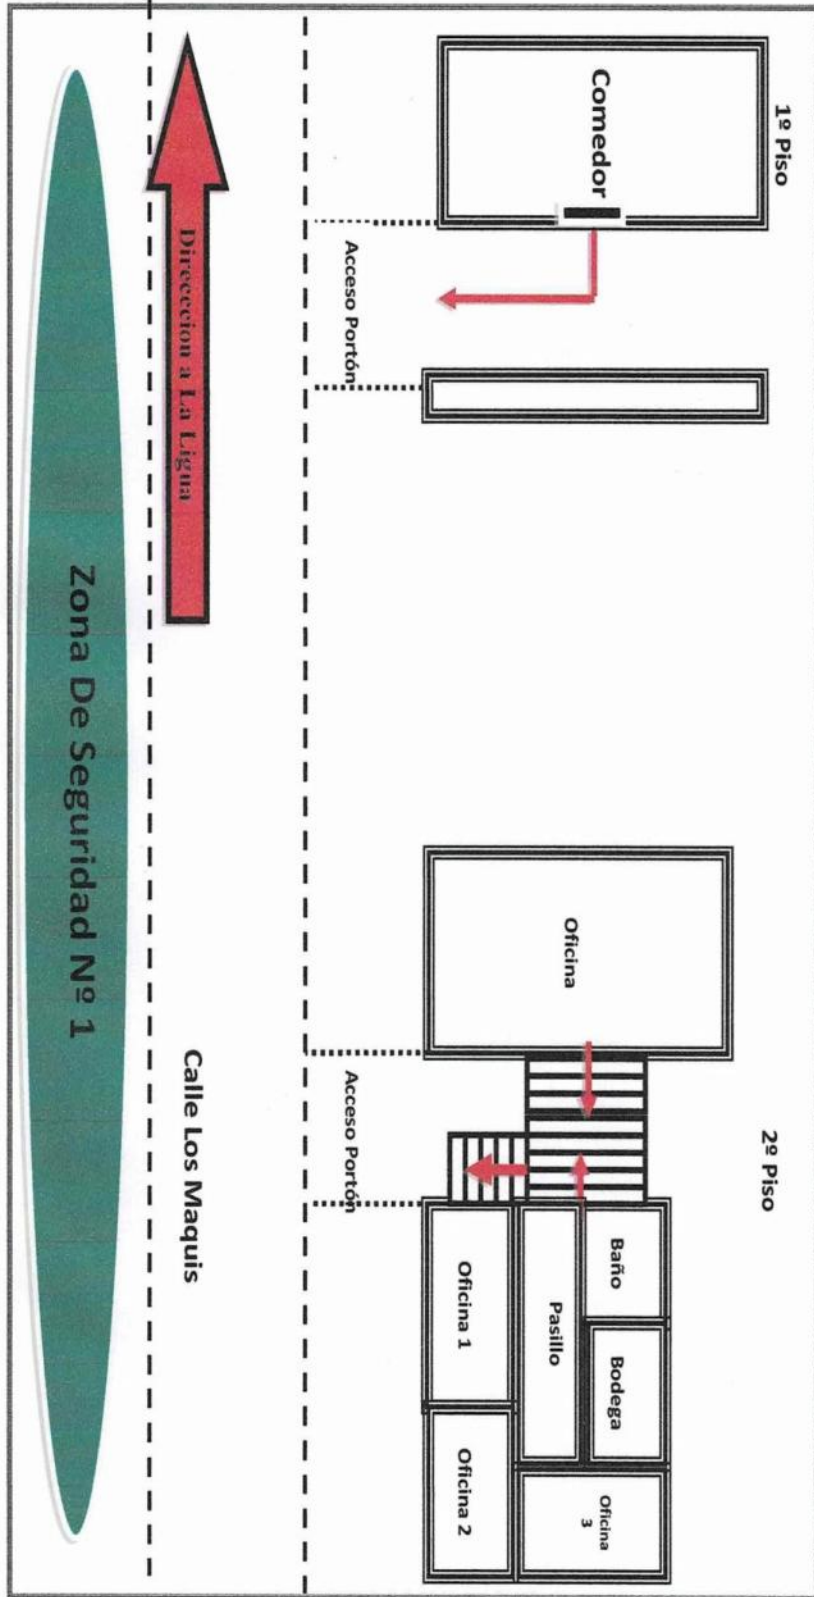 1º Piso
2º Piso
Comedor
Oficina
Baño
Bodega
Oficina 3
Pasillo
Oficina 1
Oficina 2
Acceso Portón
Acceso Portón
Direccion a La Ligua
Calle Los Maquis
Zona De Seguridad Nº 1